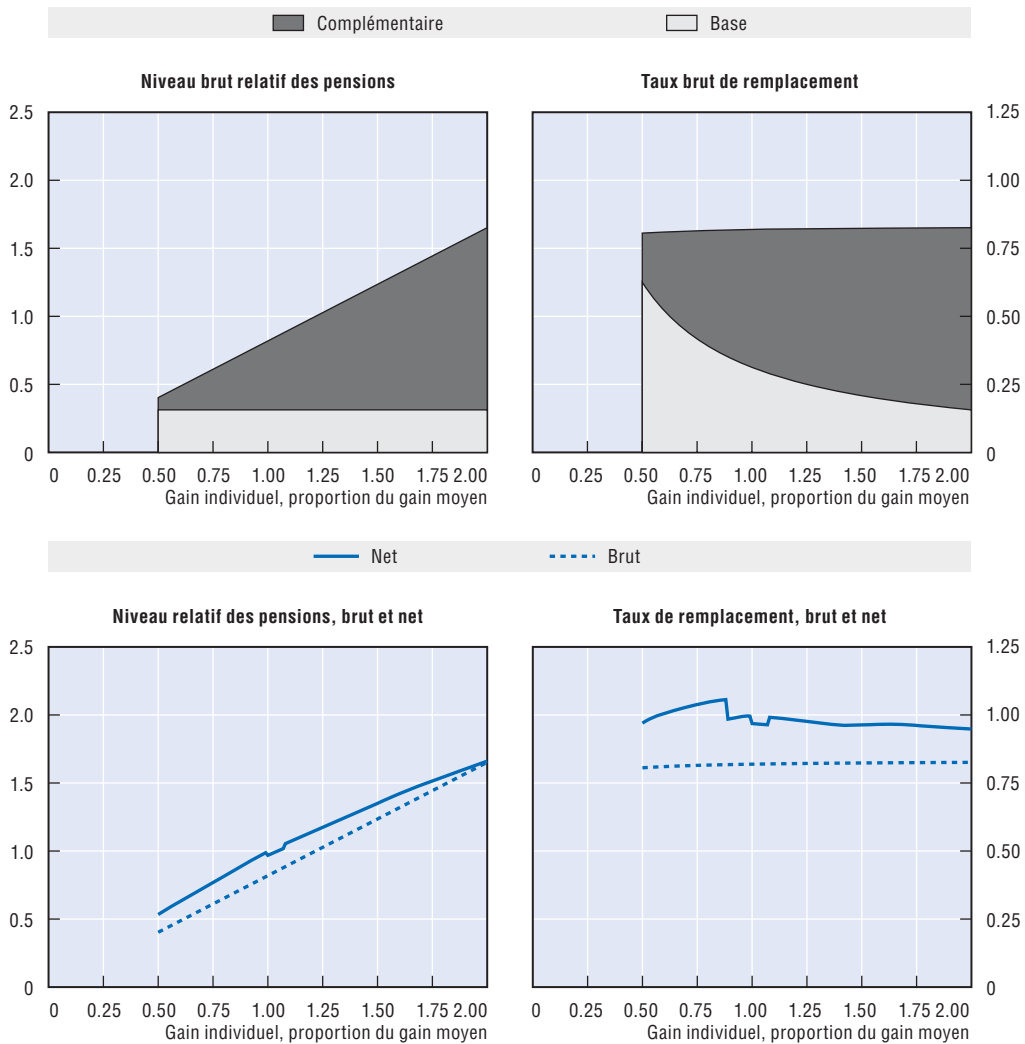 Complémentaire Base
Niveau brut relatif des pensions
2.5
2.0
1.5
1.0
0.5
0
0 0.25 0.50 0.75 1.00 1.25 1.50 1.75 2.00
Gain individuel, proportion du gain moyen
Taux brut de remplacement
1.25
1.00
0.75
0.50
0.25
0
0 0.25 0.50 0.75 1.00 1.25 1.50 1.75 2.00
Gain individuel, proportion du gain moyen
Net Brut
Niveau relatif des pensions, brut et net
2.5
2.0
1.5
1.0
0.5
0
0 0.25 0.50 0.75 1.00 1.25 1.50 1.75 2.00
Gain individuel, proportion du gain moyen
Taux de remplacement, brut et net
1.25
1.00
0.75
0.50
0.25
0
0 0.25 0.50 0.75 1.00 1.25 1.50 1.75 2.00
Gain individuel, proportion du gain moyen